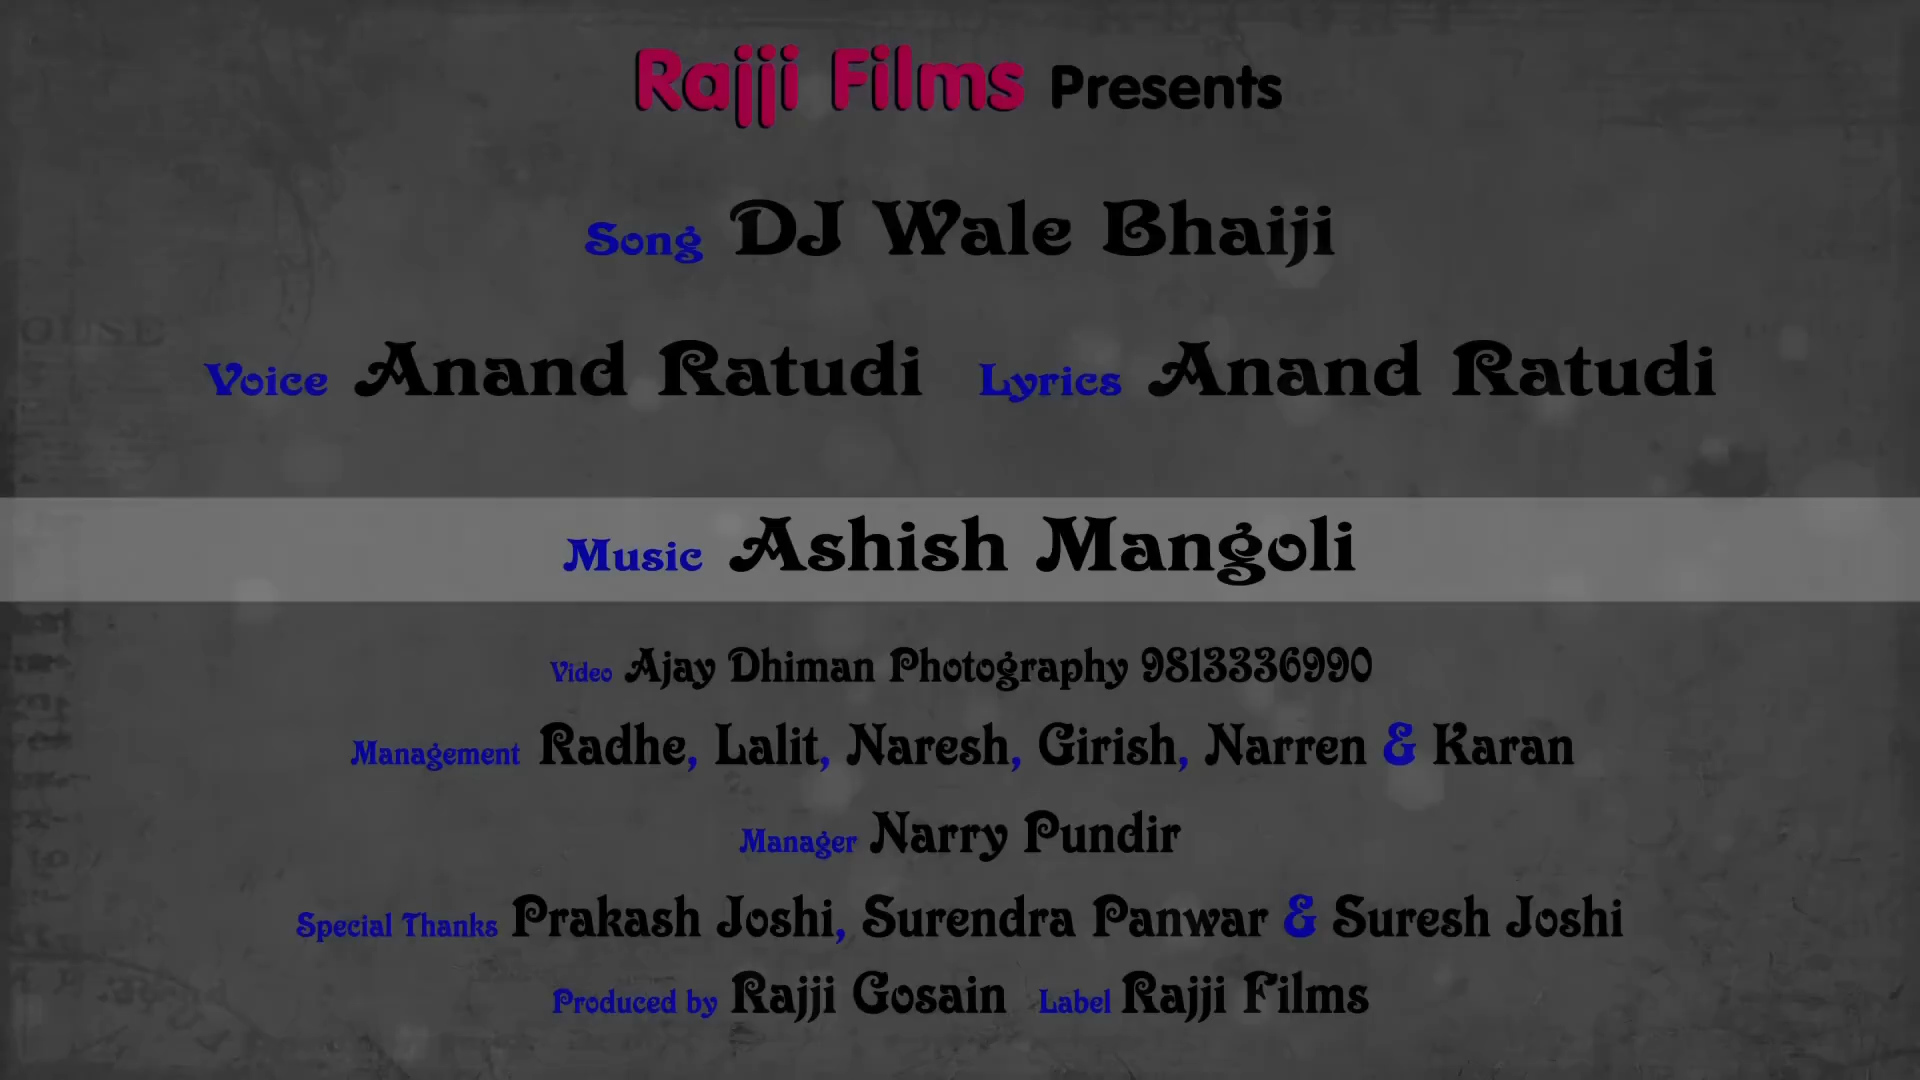 Rajji Films Presents
Song DJ Wale Bhaiji
Voice Anand Ratudi Lyrics Anand Ratudi
Music Ashish Mangoli
Video Ajay Dhiman Photography 9813336990
Management Radhe, Lalit, Naresh, Girish, Narren & Karan
Manager Narry Pundir
Special Thanks Prakash Joshi, Surendra Panwar & Suresh Joshi
Produced by Rajji Gosain Label Rajji Films